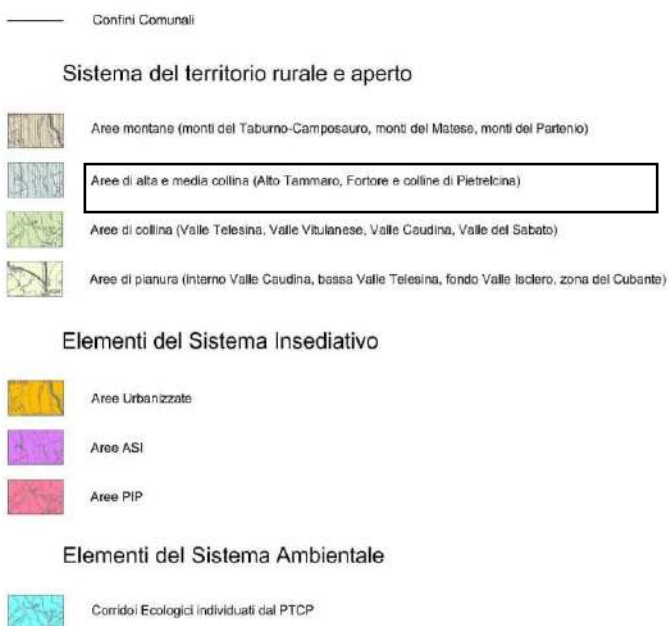 Confini Comunali
Sistema del territorio rurale e aperto
Aree montane (monti del Taburno-Camposauro, monti del Matese, monti del Partenio)
Aree di alta e media collina (Alto Tammaro, Fortore e colline di Pietrelcina)
Aree di collina (Valle Telesina, Valle Vitulanese, Valle Caudina, Valle del Sabato)
Aree di pianura (interno Valle Caudina, bassa Valle Telesina, fondo Valle Isclero, zona del Cubante)
Elementi del Sistema Insediativo
Aree Urbanizzate
Aree ASI
Aree PIP
Elementi del Sistema Ambientale
Corridoi Ecologici individuati dal PTCP